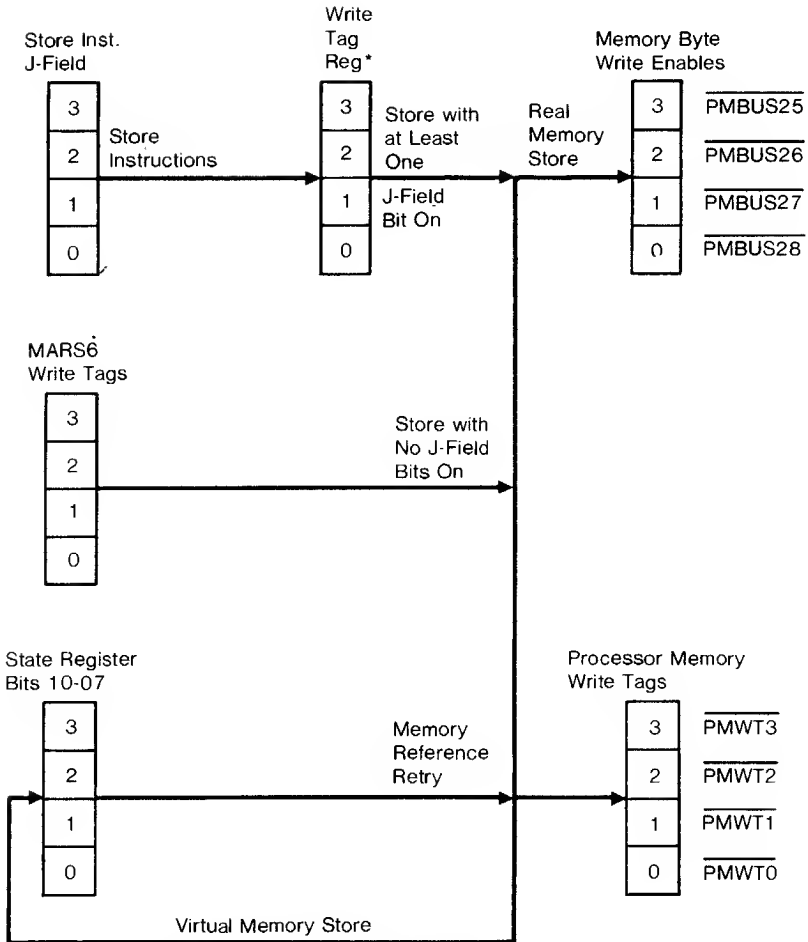 Store Inst.
J-Field
3
2
1
0
Store
Instructions
Write
Tag
Reg*
3
2
1
0
Store with
at Least
One
J-Field
Bit On
Real
Memory
Store
Memory Byte
Write Enables
3 PMBUS25
2 PMBUS26
1 PMBUS27
0 PMBUS28
MARS6
Write Tags
3
2
1
0
Store with
No J-Field
Bits On
State Register
Bits 10-07
3
2
1
0
Memory
Reference
Retry
Processor Memory
Write Tags
3 PMWT3
2 PMWT2
1 PMWT1
0 PMWT0
Virtual Memory Store